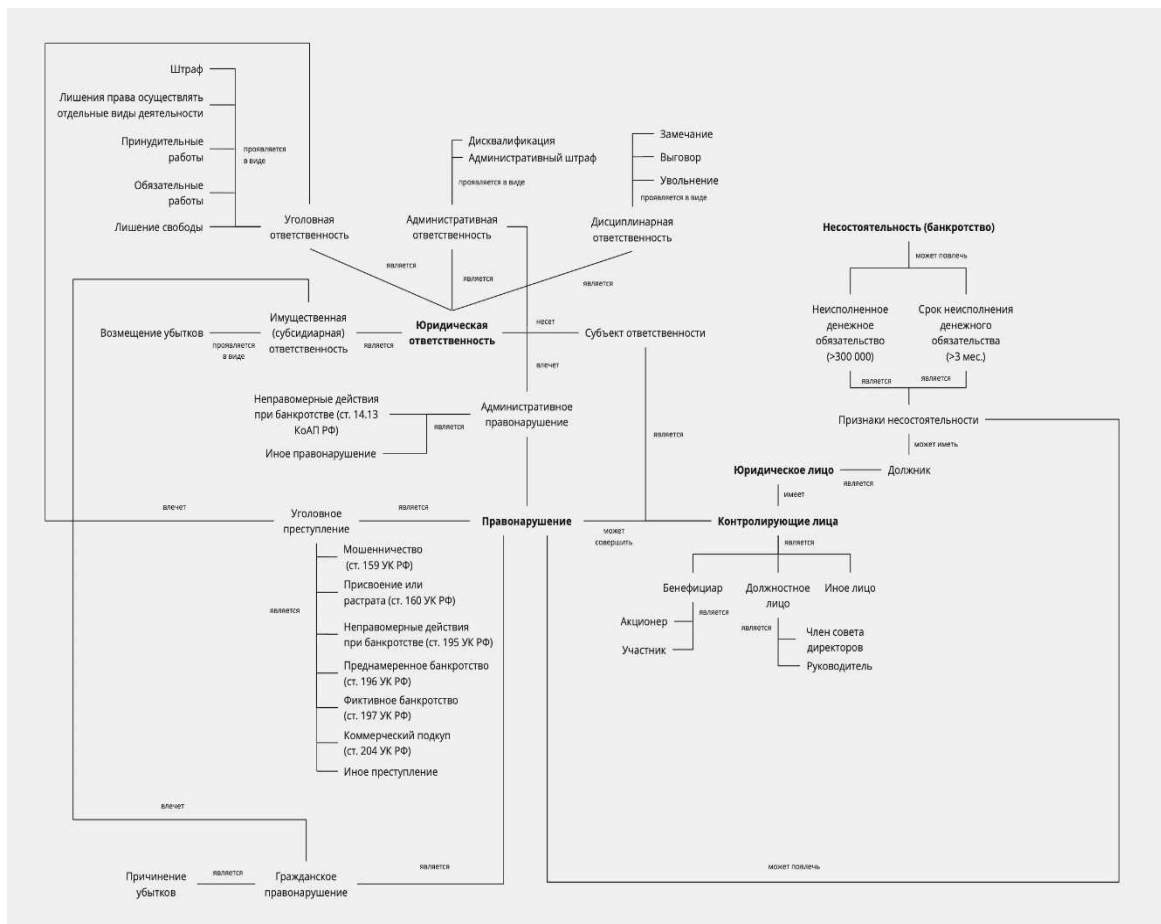 Штраф
Лишения права осуществлять
отдельные виды деятельности
Принудительные
работы
проявляется
в виде
Обязательные
работы
Лишение свободы
Уголовная
ответственность
Дисквалификация
Административный штраф
проявляется в виде
Административная
ответственность
Замечание
Выговор
Увольнение
проявляется в виде
Дисциплинарная
ответственность
является
является
является
Возмещение убытков
проявляется
в виде
Имущественная
(субсидиарная)
ответственность
является
Юридическая
ответственность
несет
Субъект ответственности
влечет
Несостоятельность (банкротство)
может повлечь
Неисполненное
денежное
обязательство
(>300 000)
Срок неисполнения
денежного
обязательства
(>3 мес.)
является
является
Признаки несостоятельности
может иметь
Юридическое лицо
является
Должник
имеет
Неправомерные действия
при банкротстве (ст. 14.13
КоАП РФ)
является
Иное правонарушение
Административное
правонарушение
является
влечет
Уголовное
преступление
является
Правонарушение
может
совершить
Контролирующие лица
является
Бенефициар
Должностное
лицо
Иное лицо
является
Акционер
Участник
является
Член совета
директоров
Руководитель
является
Мошенничество
(ст. 159 УК РФ)
Присвоение или
растрата (ст. 160 УК РФ)
Неправомерные действия
при банкротстве (ст. 195 УК РФ)
Преднамеренное банкротство
(ст. 196 УК РФ)
Фиктивное банкротство
(ст. 197 УК РФ)
Коммерческий подкуп
(ст. 204 УК РФ)
Иное преступление
влечет
Причинение
убытков
является
Гражданское
правонарушение
является
может повлечь